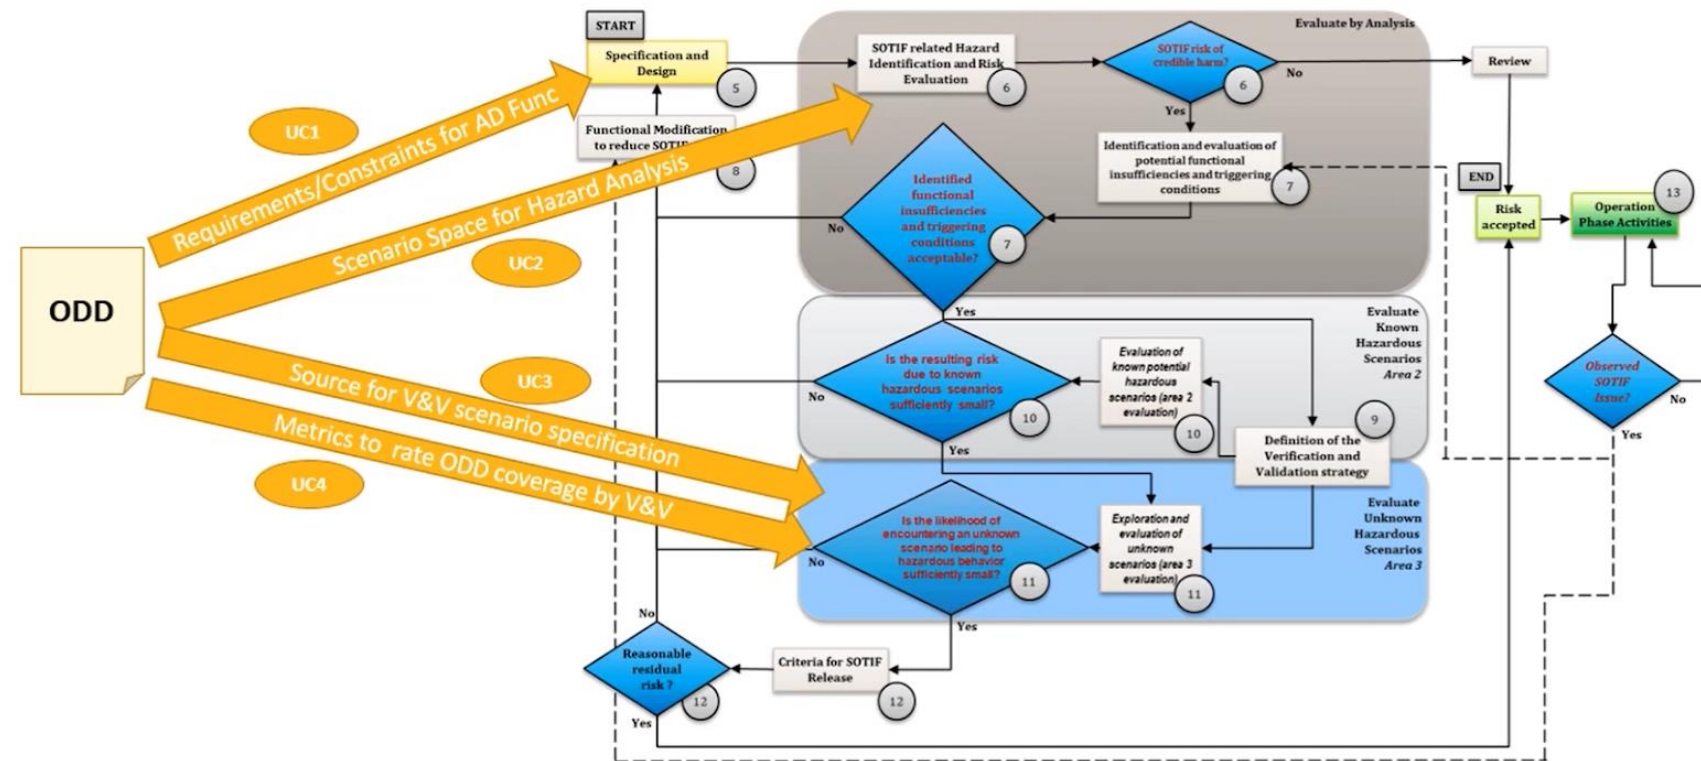 ODD
UC1
Requirements/Constraints for AD Func
UC2
Scenario Space for Hazard Analysis
UC3
Source for V&V scenario specification
UC4
Metrics to rate ODD coverage by V&V
START
Specification and
Design
5
Functional Modification
to reduce SOTIF
8
Evaluate by Analysis
SOTIF related Hazard
Identification and Risk
Evaluation
6
SOTIF risk of
credible harm?
6
No
Yes
Review
Identification and evaluation of
potential functional
insufficiencies and triggering
conditions
7
Identified
functional
insufficiencies
and triggering
conditions
acceptable?
7
No
Yes
END
Risk
accepted
Operation
Phase Activities
13
Evaluate
Known
Hazardous
Scenarios
Area 2
Is the resulting risk
due to known
hazardous scenarios
sufficiently small?
10
No
Yes
Evaluation of
known potential
hazardous
scenarios (area 2
evaluation)
10
9
Definition of the
Verification and
Validation strategy
Observed
SOTIF
Issue?
No
Yes
Evaluate
Unknown
Hazardous
Scenarios
Area 3
Is the likelihood of
encountering an unknown
scenario leading to
hazardous behavior
sufficiently small?
11
No
Yes
Exploration and
evaluation of
unknown
scenarios (area 3
evaluation)
11
Criteria for SOTIF
Release
12
No
Reasonable
residual
risk ?
12
Yes